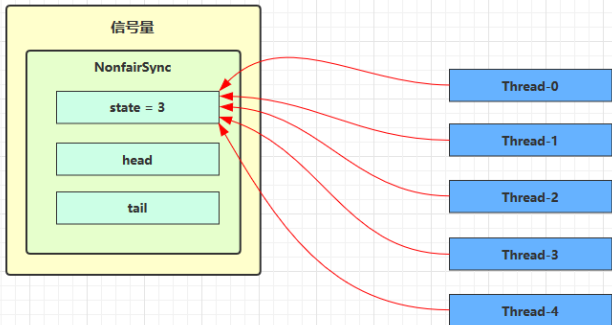 信号量
NonfairSync
state = 3
head
tail
Thread-0
Thread-1
Thread-2
Thread-3
Thread-4